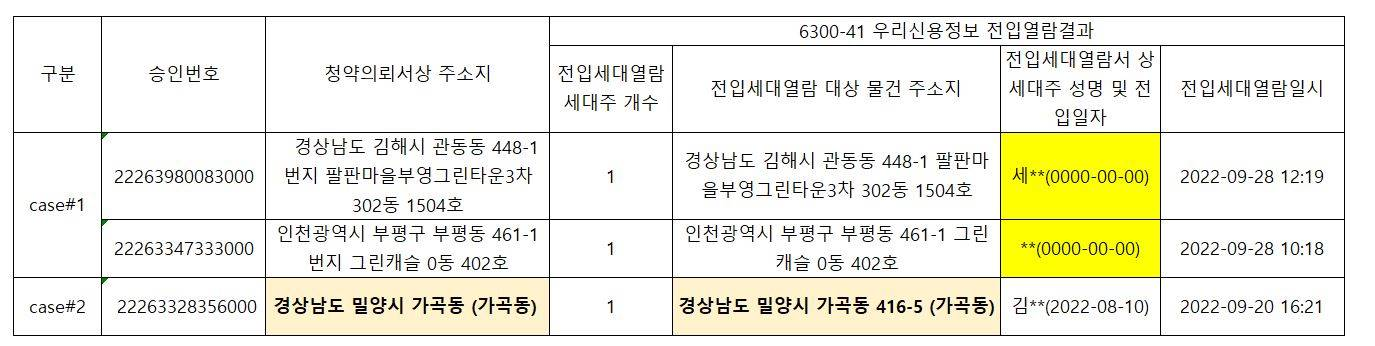 구분
승인번호
청약의뢰서상 주소지
6300-41 우리신용정보 전입열람결과
전입세대열람
세대주 개수
전입세대열람 대상 물건 주소지
전입세대열람서 상
세대주 성명 및 전
입일자
전입세대열람일시
case#1
22263980083000
경상남도 김해시 관동동 448-1
번지 팔판마을부영그린타운3차
302동 1504호
1
경상남도 김해시 관동동 448-1 팔판마
을부영그린타운3차 302동 1504호
세**(0000-00-00)
2022-09-28 12:19
22263347333000
인천광역시 부평구 부평동 461-1
번지 그린캐슬 0동 402호
1
인천광역시 부평구 부평동 461-1 그린
캐슬 0동 402호
**(0000-00-00)
2022-09-28 10:18
case#2
22263328356000
경상남도 밀양시 가곡동 (가곡동)
1
경상남도 밀양시 가곡동 416-5 (가곡동)
김**(2022-08-10)
2022-09-20 16:21